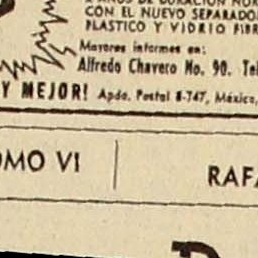 CON EL NUEVO SEPARADO
PLASTICO Y VIDRIO FIBR
Mayores informes en:
Alfredo Chavero No. 90. Tel
Y MEJOR! Apdo. Postal 8-747, México,
OMO VI
RAFA